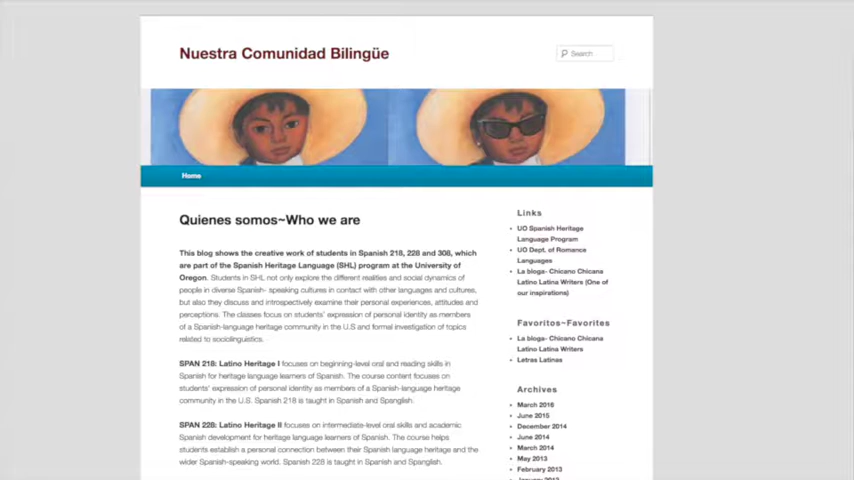 Nuestra Comunidad Bilingüe
Search
Home
Quienes somos~Who we are
This blog shows the creative work of students in Spanish 218, 228 and 308, which
are part of the Spanish Heritage Language (SHL) program at the University of
Oregon. Students in SHL not only explore the different realities and social dynamics of
people in diverse Spanish- speaking cultures in contact with other languages and cultures,
but also they discuss and introspectively examine their personal experiences, attitudes and
perceptions. The classes focus on students' expression of personal identity as members
of a Spanish-language heritage community in the U.S and formal investigation of topics
related to sociolinguistics.
SPAN 218: Latino Heritage I focuses on beginning-level oral and reading skills in
Spanish for heritage language learners of Spanish. The course content focuses on
students' expression of personal identity as members of a Spanish-language heritage
community in the U.S. Spanish 218 is taught in Spanish and Spanglish.
SPAN 228: Latino Heritage II focuses on intermediate-level oral skills and academic
Spanish development for heritage language learners of Spanish. The course helps
students establish a personal connection between their Spanish language heritage and the
wider Spanish-speaking world. Spanish 228 is taught in Spanish and Spanglish.
Links
UO Spanish Heritage
Language Program
UO Dept. of Romance
Languages
La bloga- Chicano Chicana
Latino Latina Writers (One of
our inspirations)
Favoritos~Favorites
La bloga- Chicano Chicana
Latino Latina Writers
Letras Latinas
Archives
March 2016
June 2015
December 2014
June 2014
March 2014
May 2013
February 2013